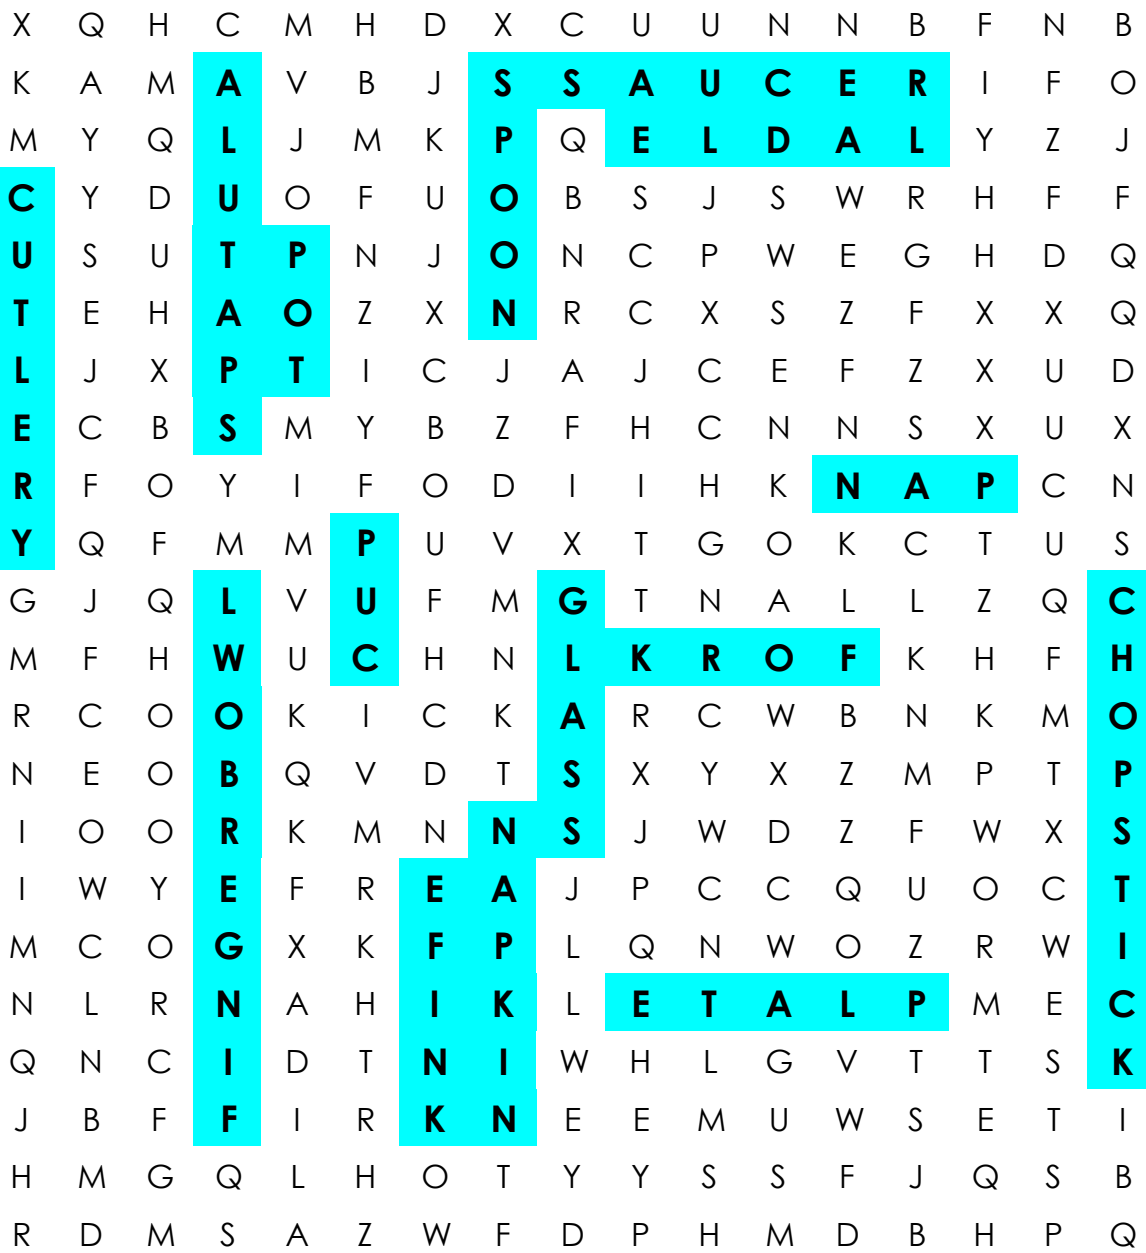 X Q H C M H D X C U U N N B F N B
K A M A V B J S S A U C E R I F O
M Y Q L J M K P Q E L D A L Y Z J
C Y D U O F U O B S J S W R H F F
U S U T P N J O N C P W E G H D Q
T E H A O Z X N R C X S Z F X X Q
L J X P T I C J A J C E F Z X U D
E C B S M Y B Z F H C N N S X U X
R F O Y I F O D I I H K N A P C N
Y Q F M M P U V X T G O K C T U S
G J Q L V U F M G T N A L L Z Q C
M F H W U C H N L K R O F K H F H
R C O O K I C K A R C W B N K M O
N E O B Q V D T S X Y X Z M P T P
I O O R K M N N S J W D Z F W X S
I W Y E F R E A J P C C Q U O C T
M C O G X K F P L Q N W O Z R W I
N L R N A H I K L E T A L P M E C
Q N C I D T N I W H L G V T T S K
J B F F I R K N E E M U W S E T I
H M G Q L H O T Y Y S S F J Q S B
R D M S A Z W F D P H M D B H P Q